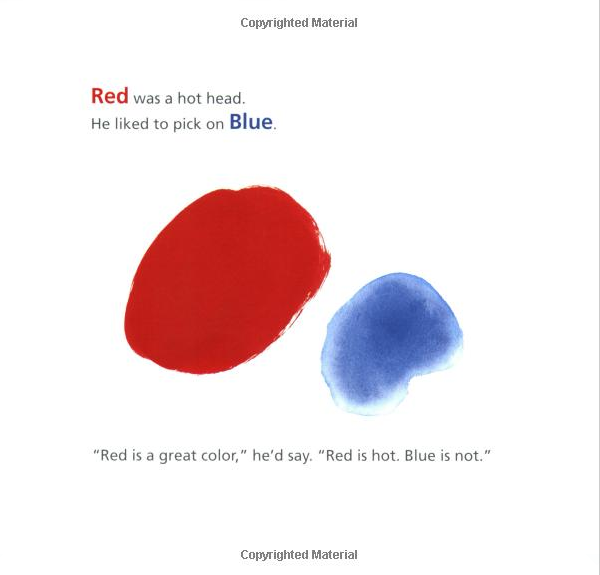 Copyrighted Material
Red was a hot head.
He liked to pick on Blue.
“Red is a great color,” he’d say. “Red is hot. Blue is not.”
Copyrighted Material